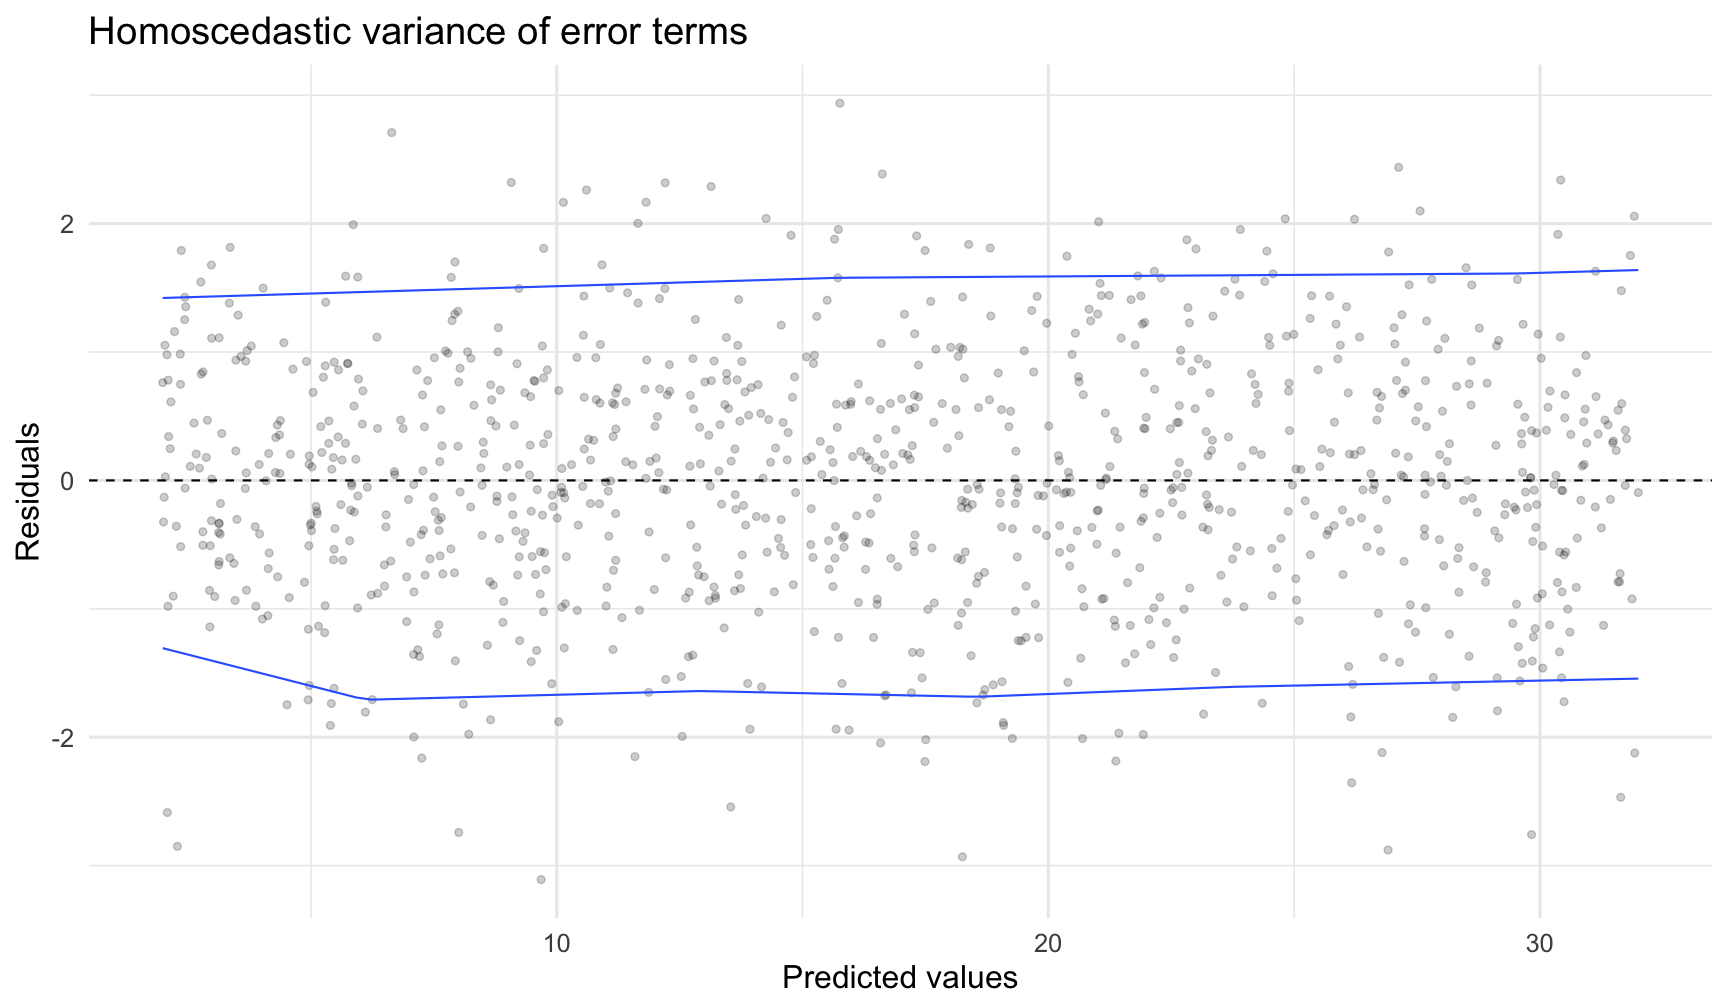 Homoscedastic variance of error terms
Residuals
2
0
-2
10
20
30
Predicted values